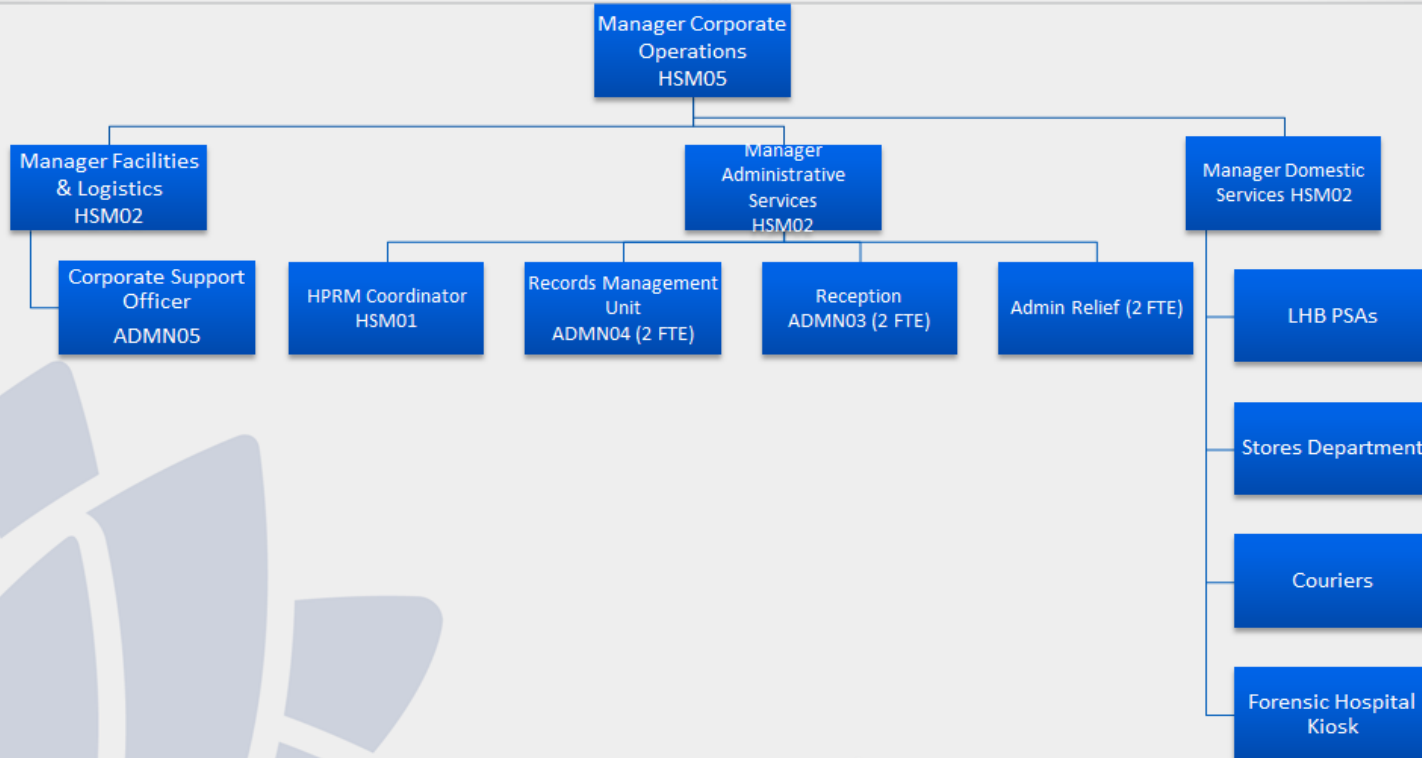 Manager Corporate
Operations
HSM05
Manager Facilities
& Logistics
HSM02
Manager
Administrative
Services
HSM02
Manager Domestic
Services HSM02
Corporate Support
Officer
ADMN05
HPRM Coordinator
HSM01
Records Management
Unit
ADMN04 (2 FTE)
Reception
ADMN03 (2 FTE)
Admin Relief (2 FTE)
LHB PSAs
Stores Department
Couriers
Forensic Hospital
Kiosk